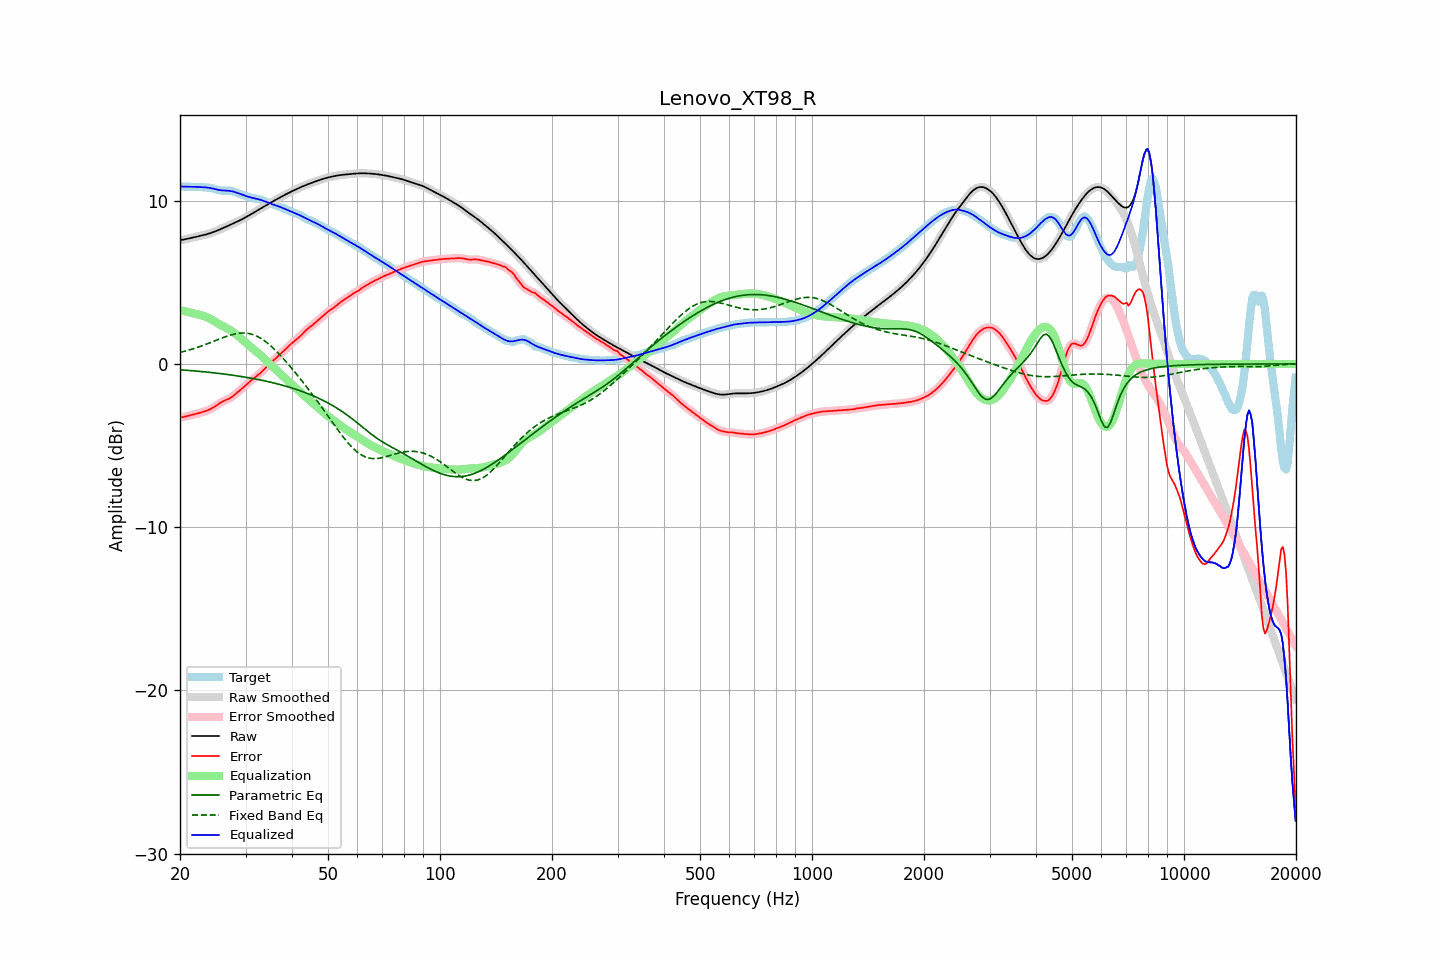 Lenovo_XT98_R
Amplitude (dBr)
10
0
−10
−20
−30
Target
Raw Smoothed
Error Smoothed
Raw
Error
Equalization
Parametric Eq
Fixed Band Eq
Equalized
20 50 100 200 500 1000 2000 5000 10000 20000
Frequency (Hz)